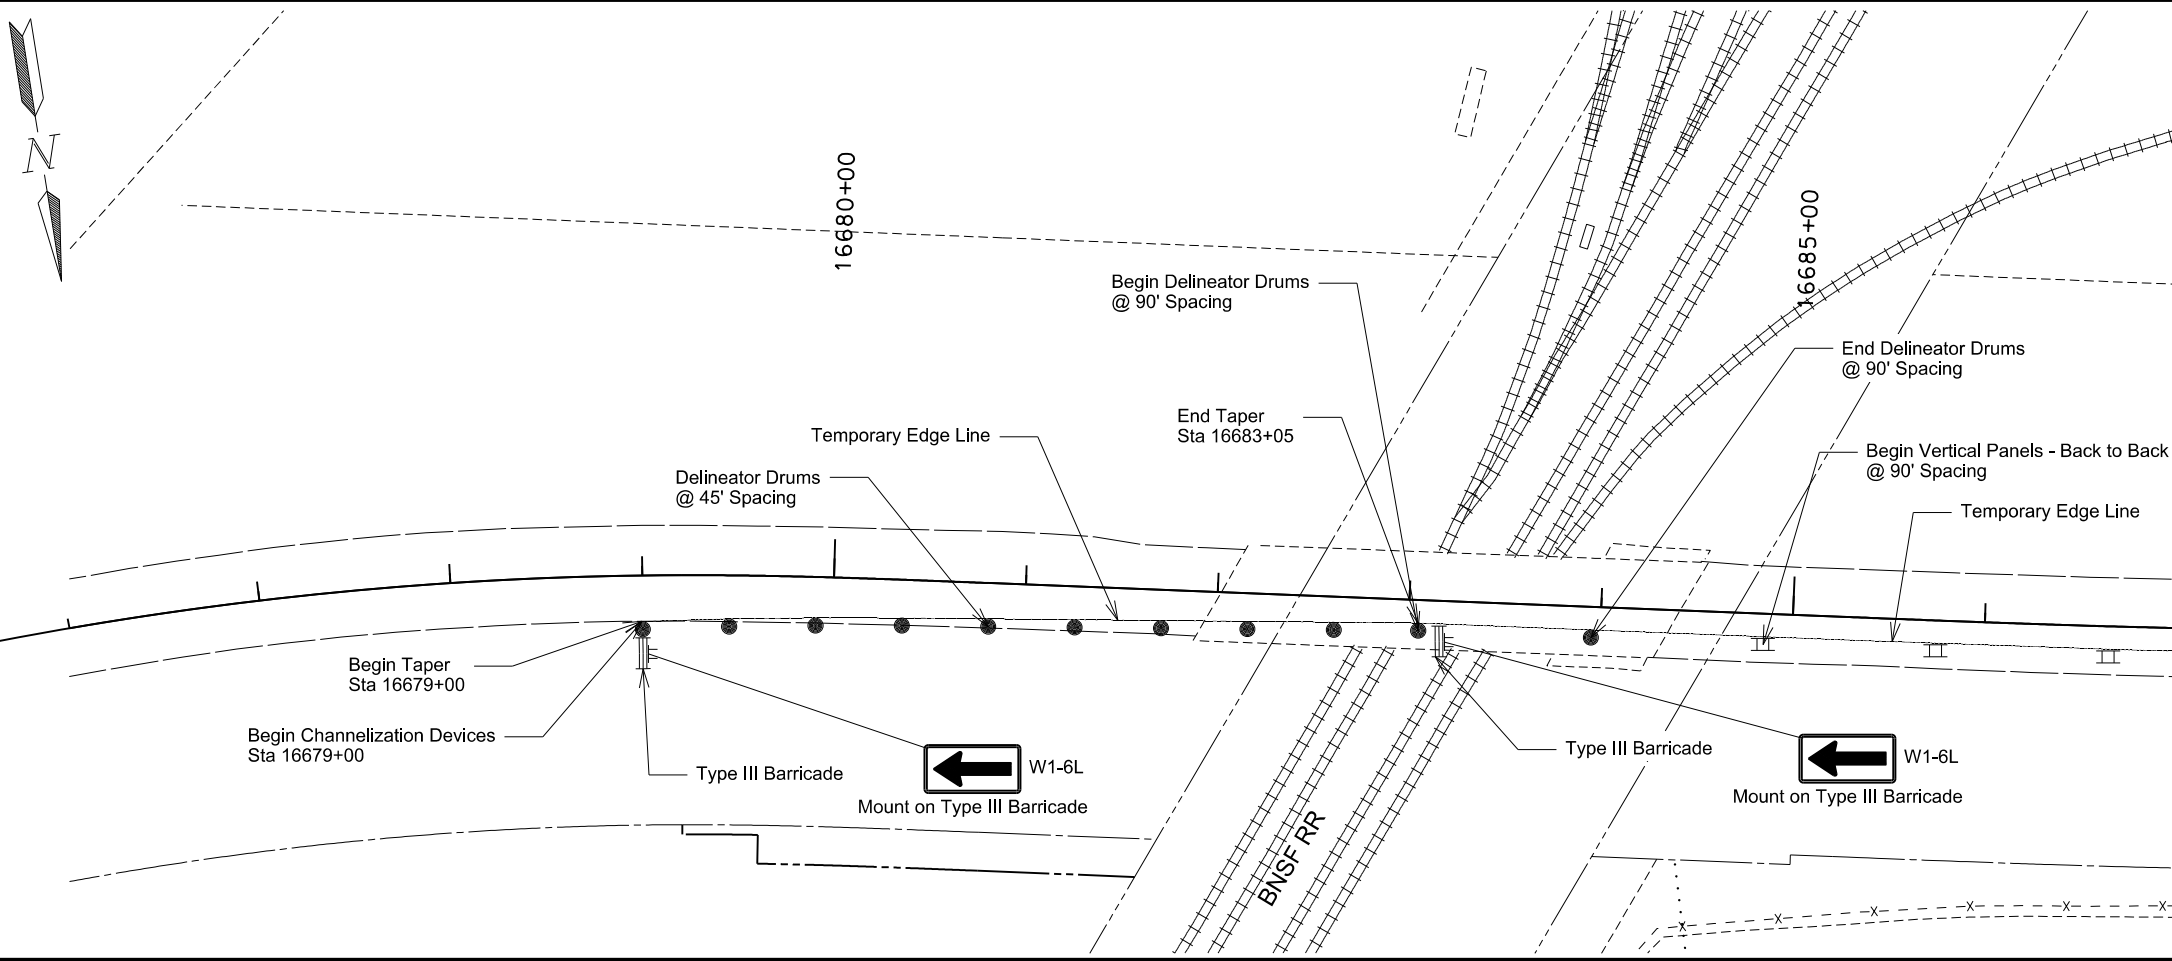 N
16680+00
16685+00
Begin Delineator Drums
@ 90' Spacing
End Delineator Drums
@ 90' Spacing
End Taper
Sta 16683+05
Temporary Edge Line
Begin Vertical Panels - Back to Back
@ 90' Spacing
Delineator Drums
@ 45' Spacing
Temporary Edge Line
Begin Taper
Sta 16679+00
Begin Channelization Devices
Sta 16679+00
Type III Barricade
W1-6L
Mount on Type III Barricade
Type III Barricade
W1-6L
Mount on Type III Barricade
BNSF RR